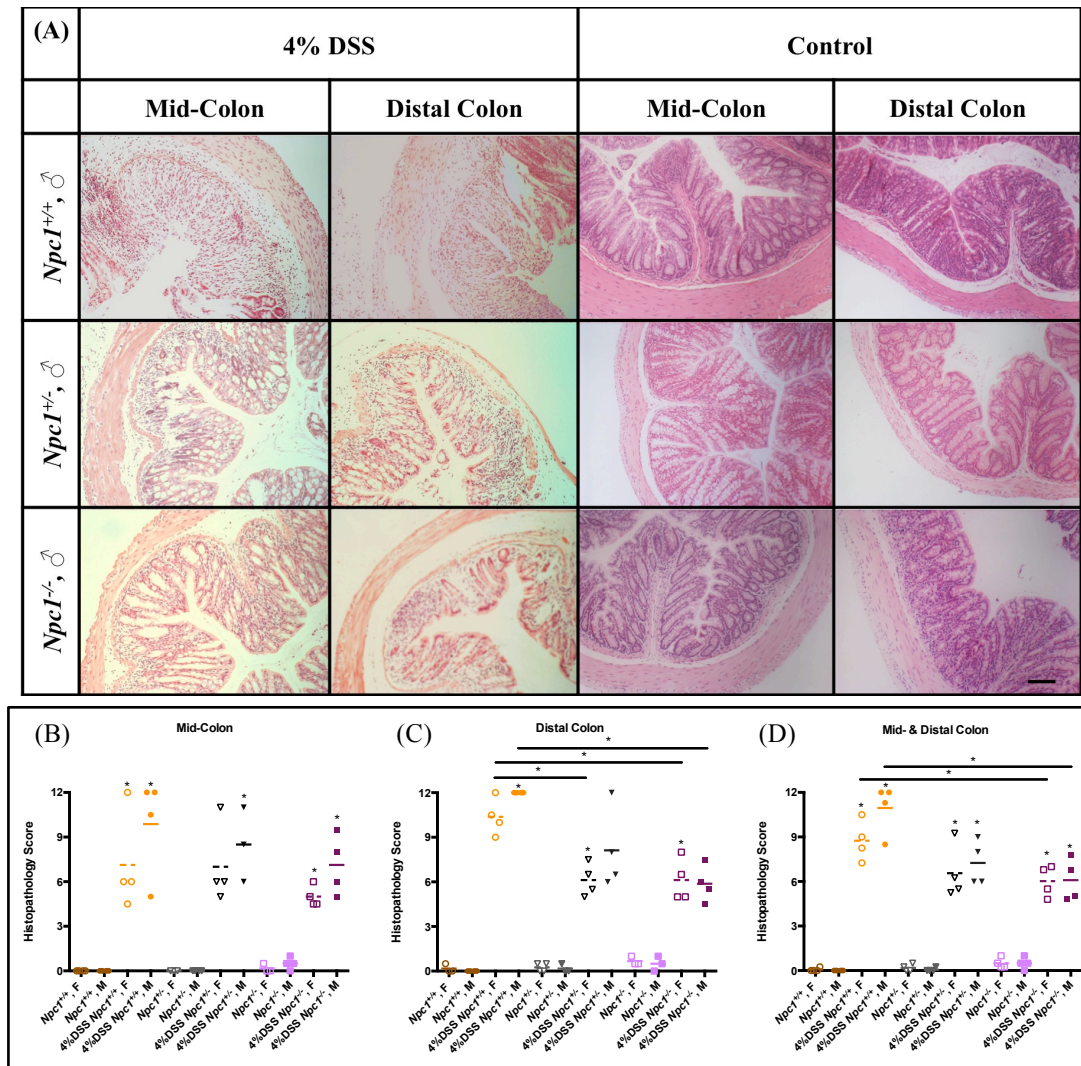 (A)
4% DSS
Control
Mid-Colon
Distal Colon
Mid-Colon
Distal Colon
Npc1+/+, ♂
Npc1+/-, ♂
Npc1-/-, ♂
(B)
Mid-Colon
Histopathology Score
12
9
6
3
0
* * * * *
Npc1+/+, F
Npc1+/+, M
4%DSS Npc1+/+, F
4%DSS Npc1+/+, M
Npc1+/-, F
Npc1+/-, M
4%DSS Npc1+/-, F
4%DSS Npc1+/-, M
Npc1-/-, F
Npc1-/-, M
4%DSS Npc1-/-, F
4%DSS Npc1-/-, M
(C)
Distal Colon
Histopathology Score
12
9
6
3
0
* * * * * *
Npc1+/+, F
Npc1+/+, M
4%DSS Npc1+/+, F
4%DSS Npc1+/+, M
Npc1+/-, F
Npc1+/-, M
4%DSS Npc1+/-, F
4%DSS Npc1+/-, M
Npc1-/-, F
Npc1-/-, M
4%DSS Npc1-/-, F
4%DSS Npc1-/-, M
(D)
Mid- & Distal Colon
Histopathology Score
12
9
6
3
0
* * * * * * * *
Npc1+/+, F
Npc1+/+, M
4%DSS Npc1+/+, F
4%DSS Npc1+/+, M
Npc1+/-, F
Npc1+/-, M
4%DSS Npc1+/-, F
4%DSS Npc1+/-, M
Npc1-/-, F
Npc1-/-, M
4%DSS Npc1-/-, F
4%DSS Npc1-/-, M